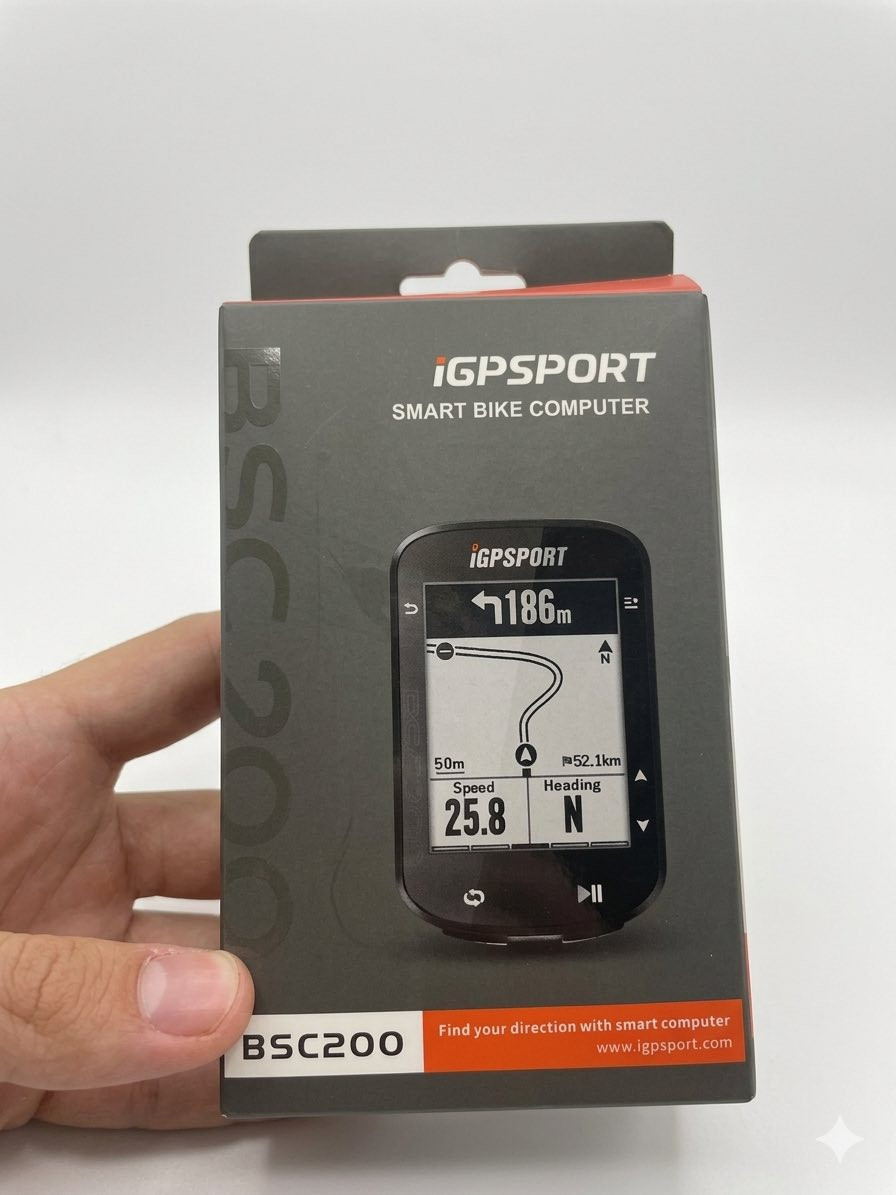 iGPSPORT
SMART BIKE COMPUTER
BSC200
iGPSPORT
186m
N
50m
52.1km
Speed
Heading
25.8
N
BSC200
Find your direction with smart computer
www.igpsport.com